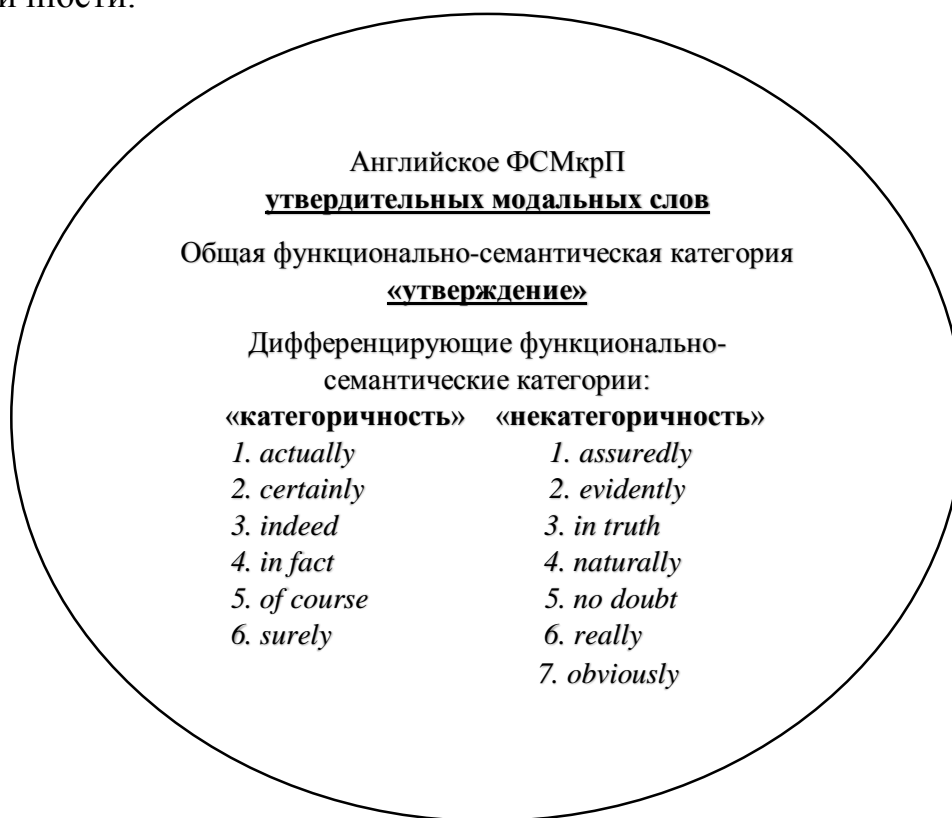 Английское ФСМкрП
утвердительных модальных слов
Общая функционально-семантическая категория
«утверждение»
Дифференцирующие функционально-
семантические категории:
«категоричность» «некатегоричность»
1. actually 1. assuredly
2. certainly 2. evidently
3. indeed 3. in truth
4. in fact 4. naturally
5. of course 5. no doubt
6. surely 6. really
7. obviously